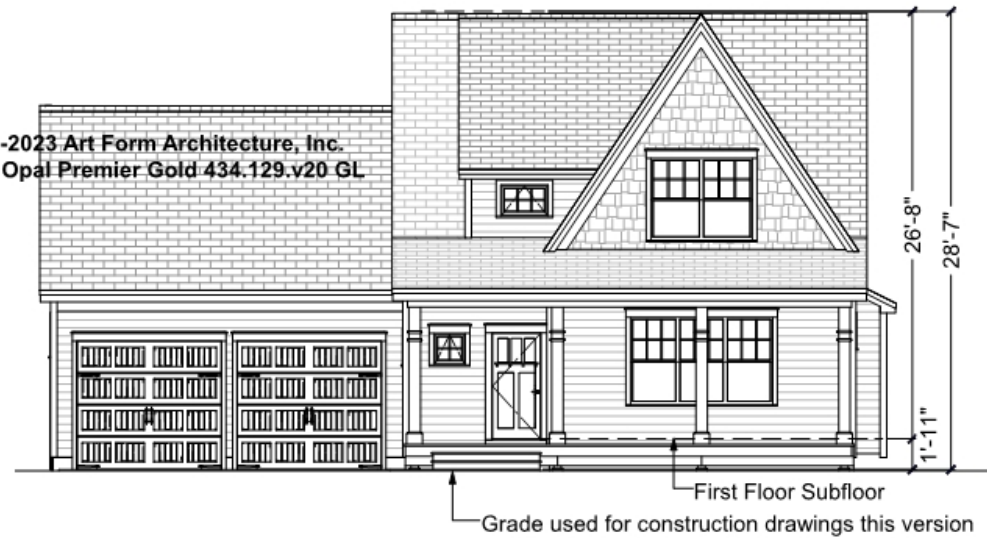 -2023 Art Form Architecture, Inc.
Opal Premier Gold 434.129.v20 GL
26'-8"
28'-7"
1'-11"
First Floor Subfloor
Grade used for construction drawings this version